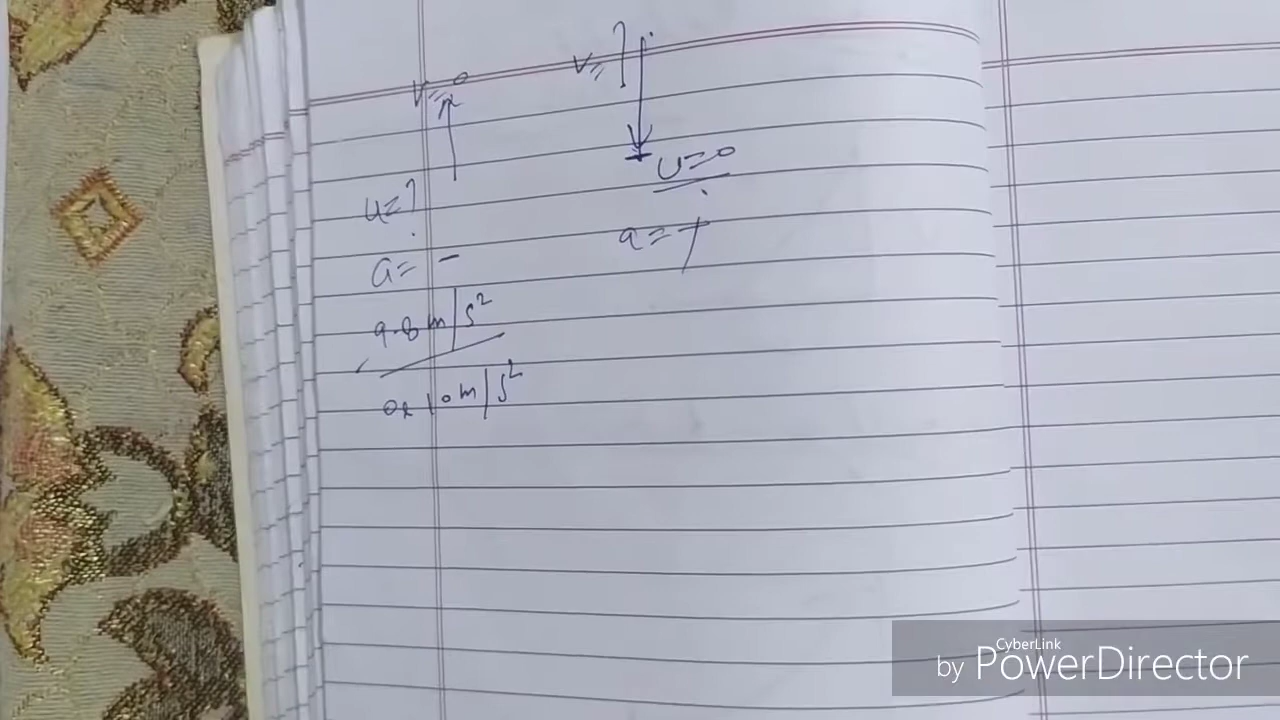 v=0
v=?
u=0
u=?
a=+
a= -
9.8 m/s²
or 10 m/s²
CyberLink
by PowerDirector